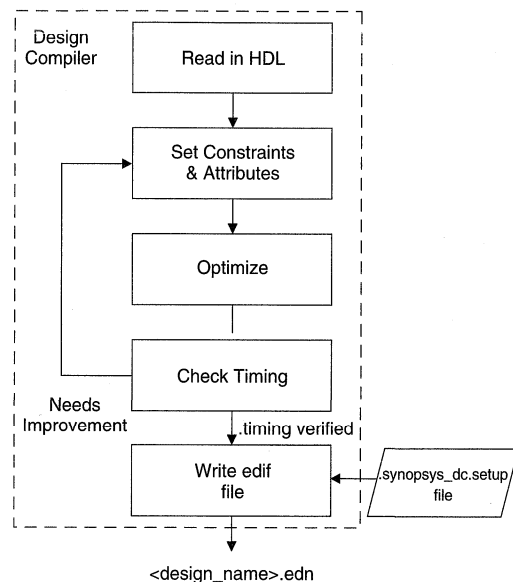 Design
Compiler
Read in HDL
Set Constraints
& Attributes
Optimize
Check Timing
Needs
Improvement
.timing verified
Write edif
file
.synopsys_dc.setup
file
<design_name>.edn